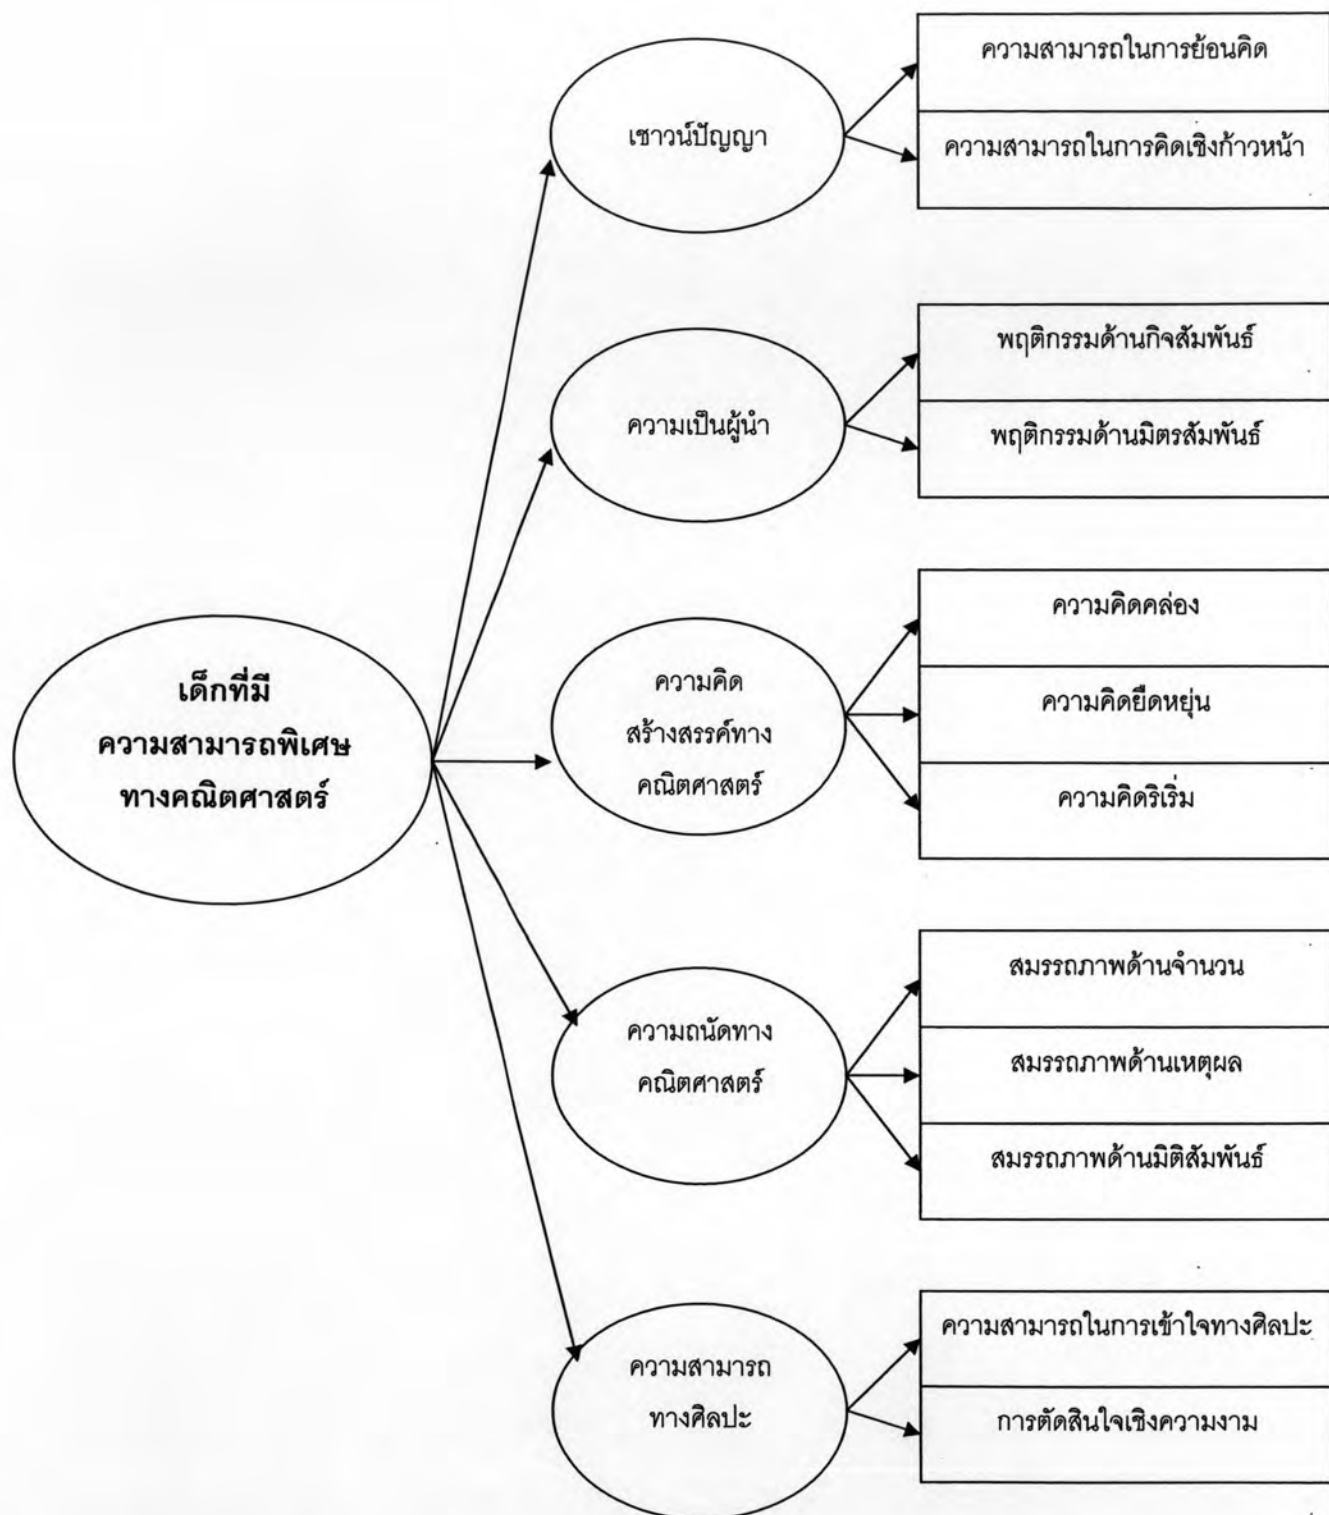 เด็กที่มี
ความสามารถพิเศษ
ทางคณิตศาสตร์
เชาวน์ปัญญา
ความสามารถในการย้อนคิด
ความสามารถในการคิดเชิงก้าวหน้า
ความเป็นผู้นำ
พฤติกรรมด้านกิจสัมพันธ์
พฤติกรรมด้านมิตรสัมพันธ์
ความคิด
สร้างสรรค์ทาง
คณิตศาสตร์
ความคิดคล่อง
ความคิดยืดหยุ่น
ความคิดริเริ่ม
ความถนัดทาง
คณิตศาสตร์
สมรรถภาพด้านจำนวน
สมรรถภาพด้านเหตุผล
สมรรถภาพด้านมิติสัมพันธ์
ความสามารถ
ทางศิลปะ
ความสามารถในการเข้าใจทางศิลปะ
การตัดสินใจเชิงความงาม